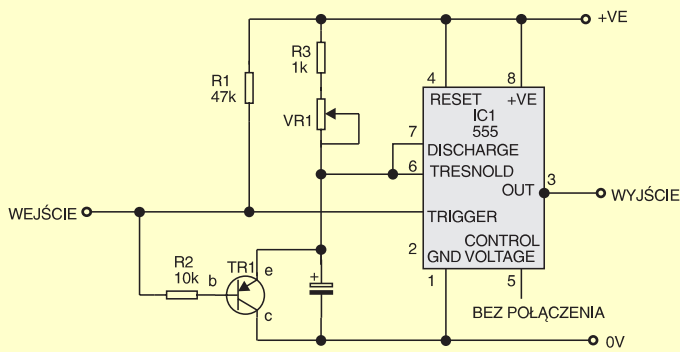 +VE
R3
1k
R1
47k
4
8
RESET
+VE
IC1
555
VR1
7
DISCHARGE
6
TRESNOLD
OUT
3
WEJŚCIE
WYJŚCIE
TRIGGER
2
CONTROL
GND VOLTAGE
R2
10k
b
TR1
e
+
c
1
5
BEZ POŁĄCZENIA
0V